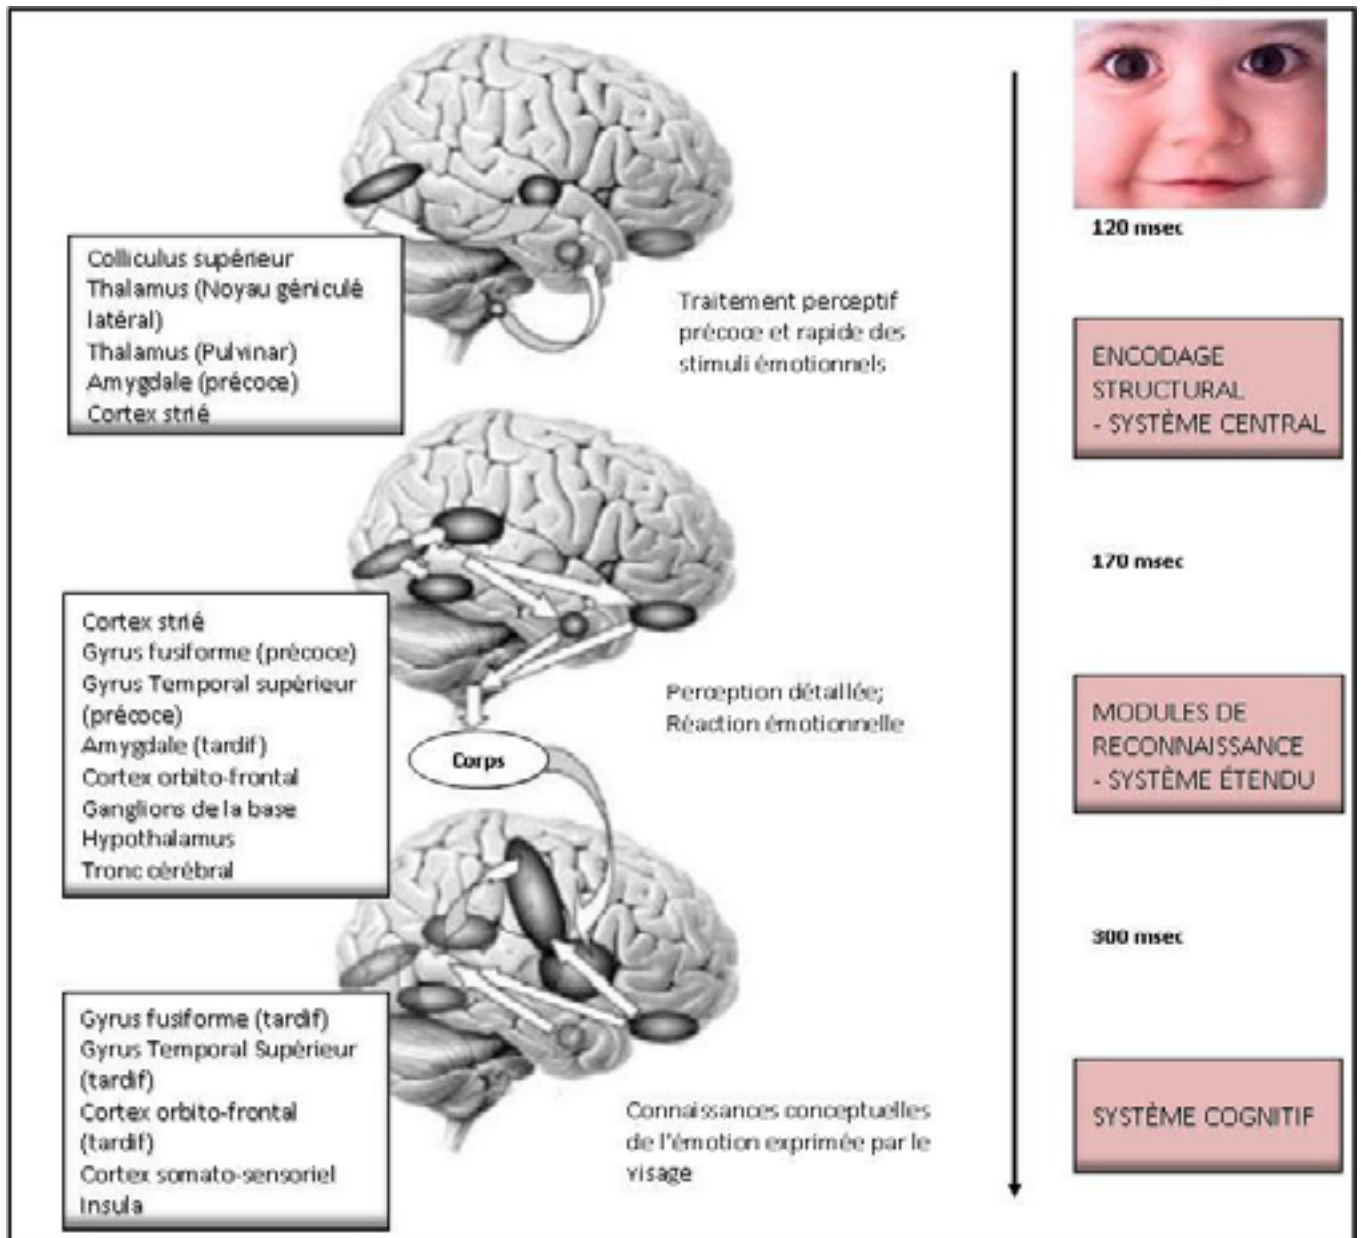 120 msec
Colliculus supérieur
Thalamus (Noyau géniculé
latéral)
Thalamus (Pulvinar)
Amygdale (précoce)
Cortex strié
Traitement perceptif
précoce et rapide des
stimuli émotionnels
ENCODAGE
STRUCTURAL
- SYSTÈME CENTRAL
170 msec
Cortex strié
Gyrus fusiforme (précoce)
Gyrus Temporal supérieur
(précoce)
Amygdale (tardif)
Cortex orbito-frontal
Ganglions de la base
Hypothalamus
Tronc cérébral
Perception détaillée;
Réaction émotionnelle
MODULES DE
RECONNAISSANCE
- SYSTÈME ÉTENDU
Corps
300 msec
Gyrus fusiforme (tardif)
Gyrus Temporal Supérieur
(tardif)
Cortex orbito-frontal
(tardif)
Cortex somato-sensoriel
Insula
Connaissances conceptuelles
de l'émotion exprimée par le
visage
SYSTÈME COGNITIF